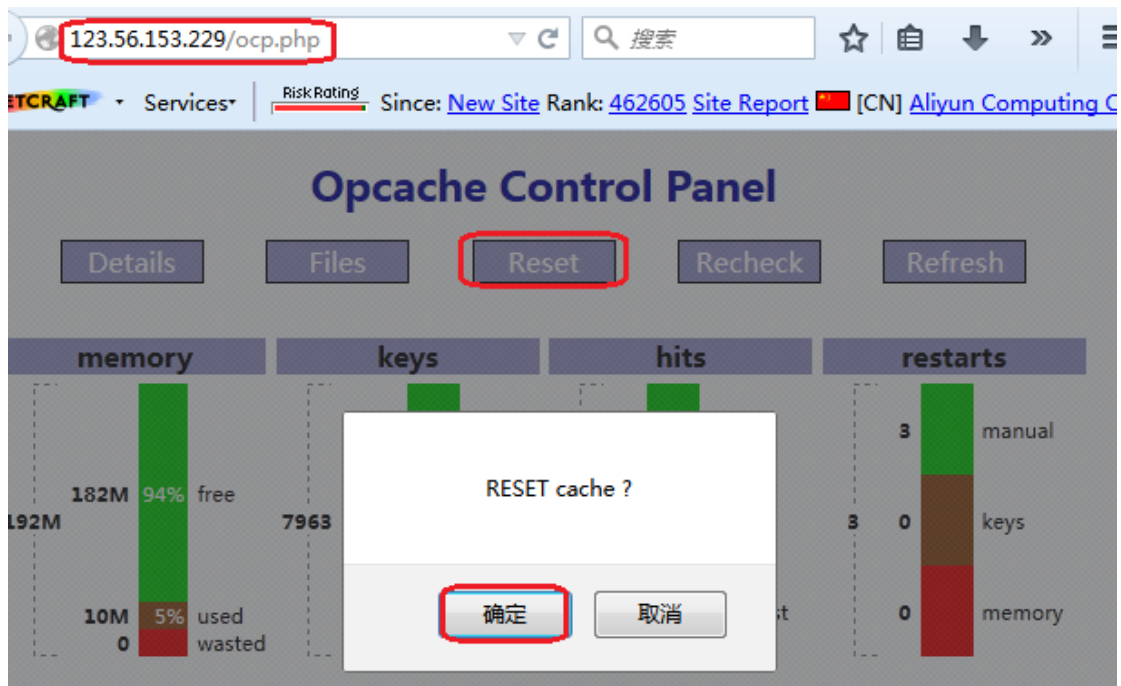 123.56.153.229/ocp.php 搜索
ETCRAFT Services Risk Rating Since: New Site Rank: 462605 Site Report [CN] Aliyun Computing C
Opcache Control Panel
Details Files Reset Recheck Refresh
memory keys hits restarts
3 manual
RESET cache ?
182M 94% free
192M 7963 3 0 keys
确定 取消
10M 5% used 0 memory
0 wasted